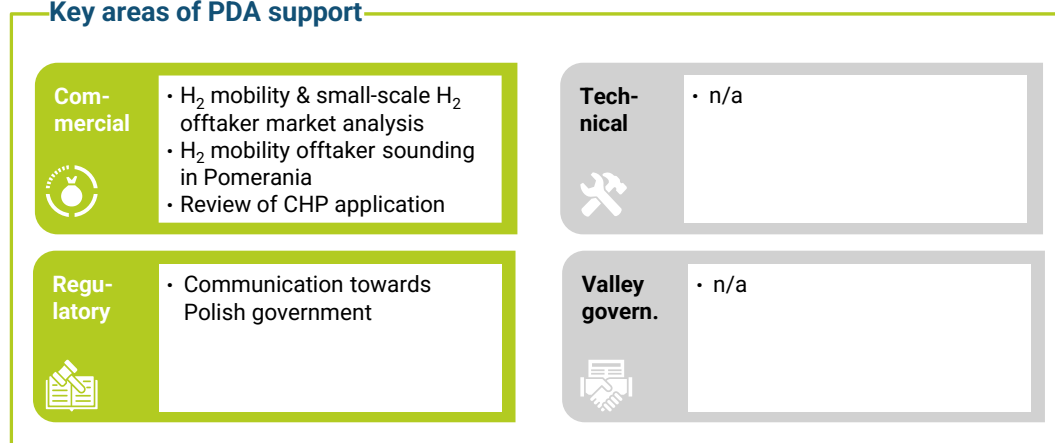 Key areas of PDA support
Com-
mercial
• H₂ mobility & small-scale H₂
offtaker market analysis
• H₂ mobility offtaker sounding
in Pomerania
• Review of CHP application
Tech-
nical
• n/a
Regu-
latory
• Communication towards
Polish government
Valley
govern.
• n/a